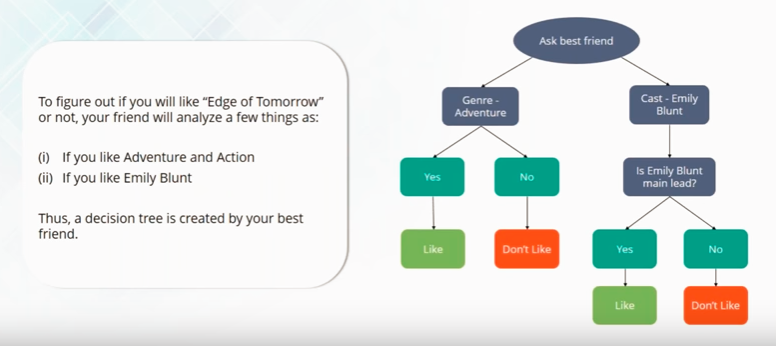 To figure out if you will like “Edge of Tomorrow”
or not, your friend will analyze a few things as:
(i) If you like Adventure and Action
(ii) If you like Emily Blunt
Thus, a decision tree is created by your best
friend.
Ask best friend
Genre -
Adventure
Cast - Emily
Blunt
Yes
No
Is Emily Blunt
main lead?
Like
Don't Like
Yes
No
Like
Don't Like